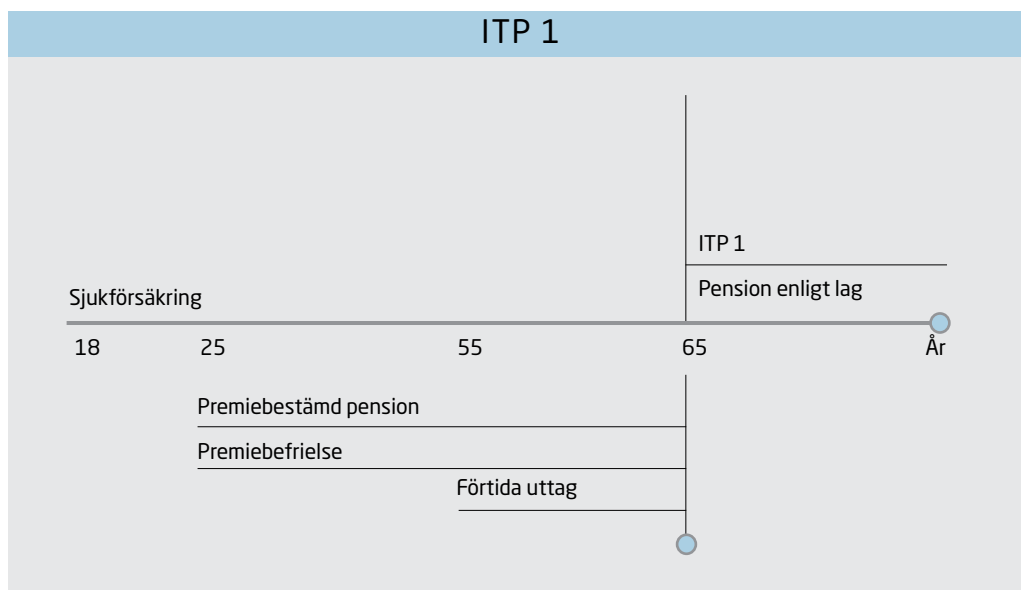 ITP 1
ITP 1
Pension enligt lag
Sjukförsäkring
18 25 55 65 År
Premiebestämd pension
Premiebefrielse
Förtida uttag